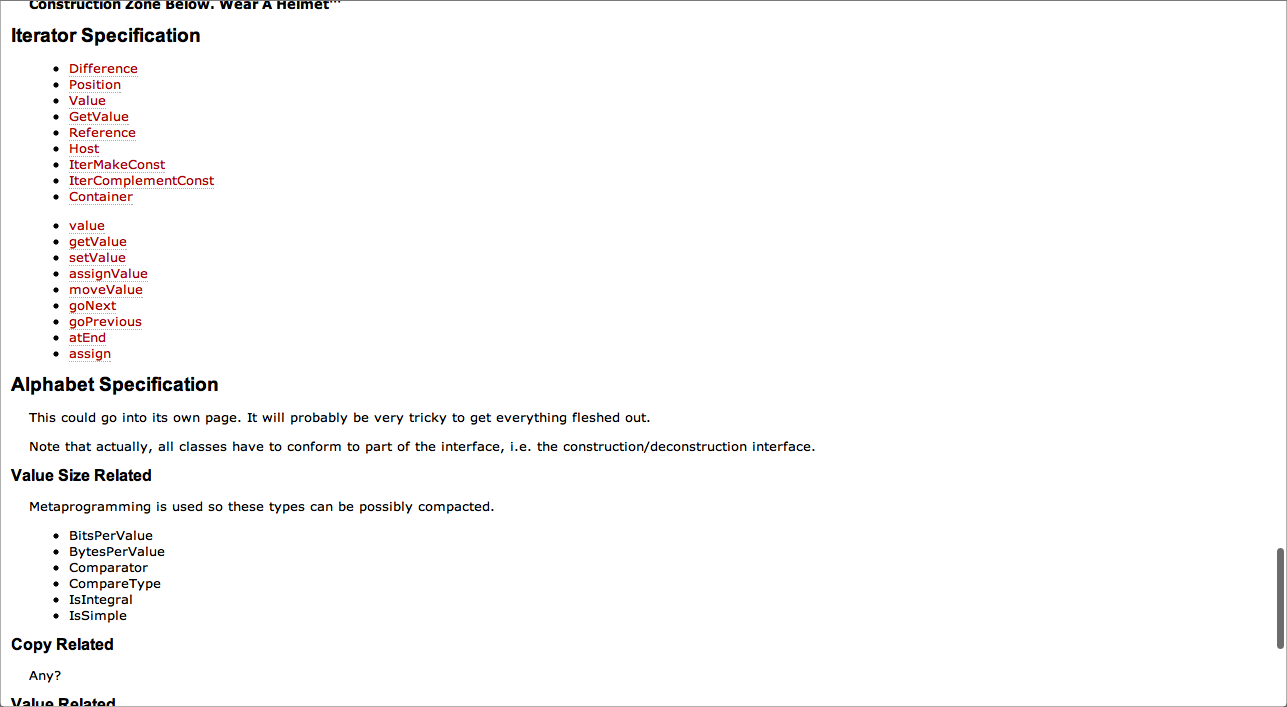 Construction Zone Below. Wear A Helmet'''
Iterator Specification
Difference
Position
Value
GetValue
Reference
Host
IterMakeConst
IterComplementConst
Container
value
getValue
setValue
assignValue
moveValue
goNext
goPrevious
atEnd
assign
Alphabet Specification
This could go into its own page. It will probably be very tricky to get everything fleshed out.
Note that actually, all classes have to conform to part of the interface, i.e. the construction/deconstruction interface.
Value Size Related
Metaprogramming is used so these types can be possibly compacted.
BitsPerValue
BytesPerValue
Comparator
CompareType
IsIntegral
IsSimple
Copy Related
Any?
Value Related